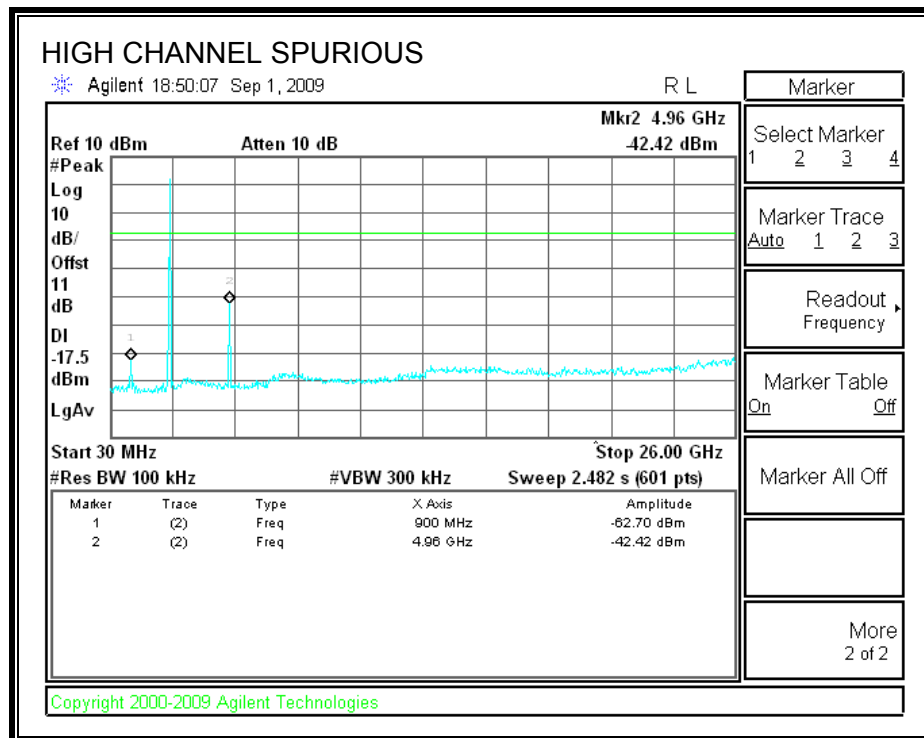 HIGH CHANNEL SPURIOUS
Agilent 18:50:07 Sep 1, 2009 R L
Mkr2 4.96 GHz
Ref 10 dBm Atten 10 dB -42.42 dBm
#Peak
Log
10
dB/
Offst
11
dB
DI
-17.5
dBm
LgAv
1
2
Start 30 MHz Stop 26.00 GHz
#Res BW 100 kHz #VBW 300 kHz Sweep 2.482 s (601 pts)
Marker Trace Type X Axis Amplitude
1 (2) Freq 900 MHz -62.70 dBm
2 (2) Freq 4.96 GHz -42.42 dBm
Marker
Select Marker
1 2 3 4
Marker Trace
Auto 1 2 3
Readout
Frequency
Marker Table
On Off
Marker All Off
More
2 of 2
Copyright 2000-2009 Agilent Technologies